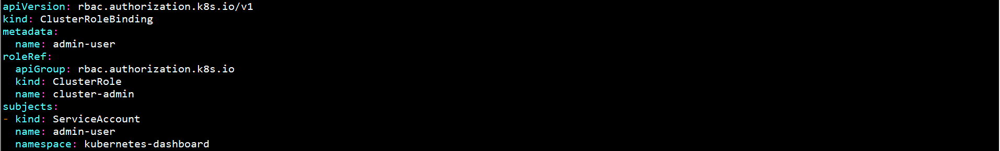 apiVersion: rbac.authorization.k8s.io/v1
kind: ClusterRoleBinding
metadata:
  name: admin-user
roleRef:
  apiGroup: rbac.authorization.k8s.io
  kind: ClusterRole
  name: cluster-admin
subjects:
- kind: ServiceAccount
  name: admin-user
  namespace: kubernetes-dashboard